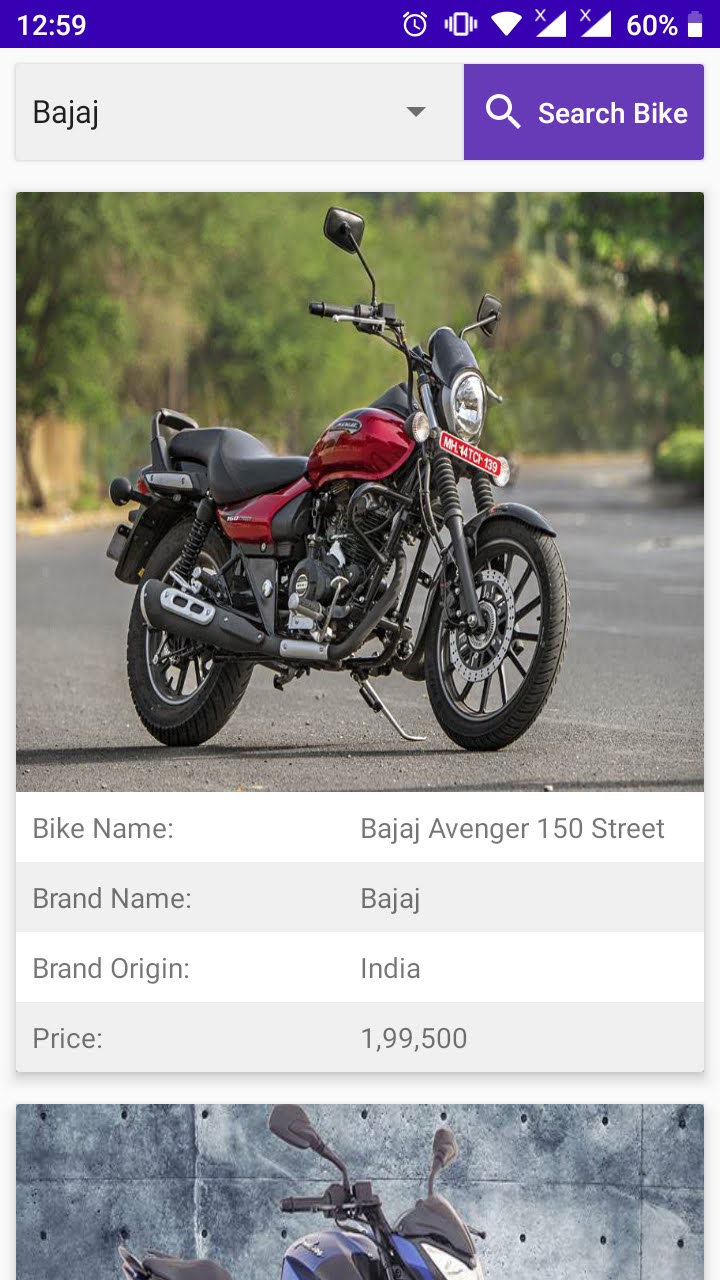 12:59
60%
Bajaj
Search Bike
MH 14TC 139
Bike Name: Bajaj Avenger 150 Street
Brand Name: Bajaj
Brand Origin: India
Price: 1,99,500